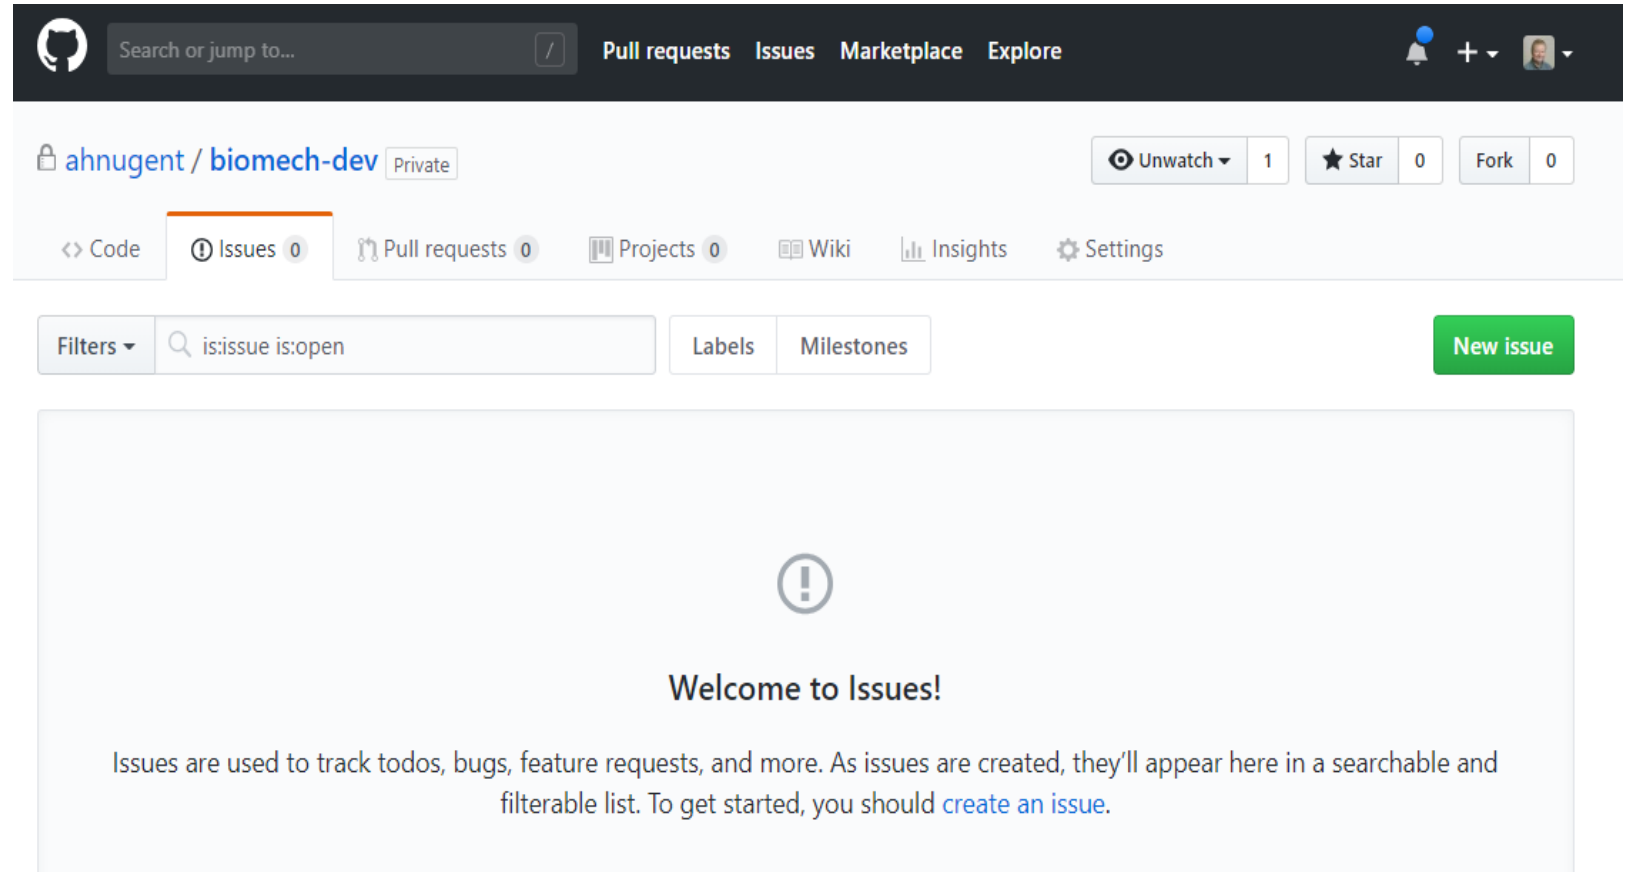 Search or jump to... / Pull requests Issues Marketplace Explore
ahnugent / biomech-dev Private Unwatch 1 Star 0 Fork 0
<> Code Issues 0 Pull requests 0 Projects 0 Wiki Insights Settings
Filters is:issue is:open Labels Milestones New issue
Welcome to Issues!
Issues are used to track todos, bugs, feature requests, and more. As issues are created, they’ll appear here in a searchable and
filterable list. To get started, you should create an issue.